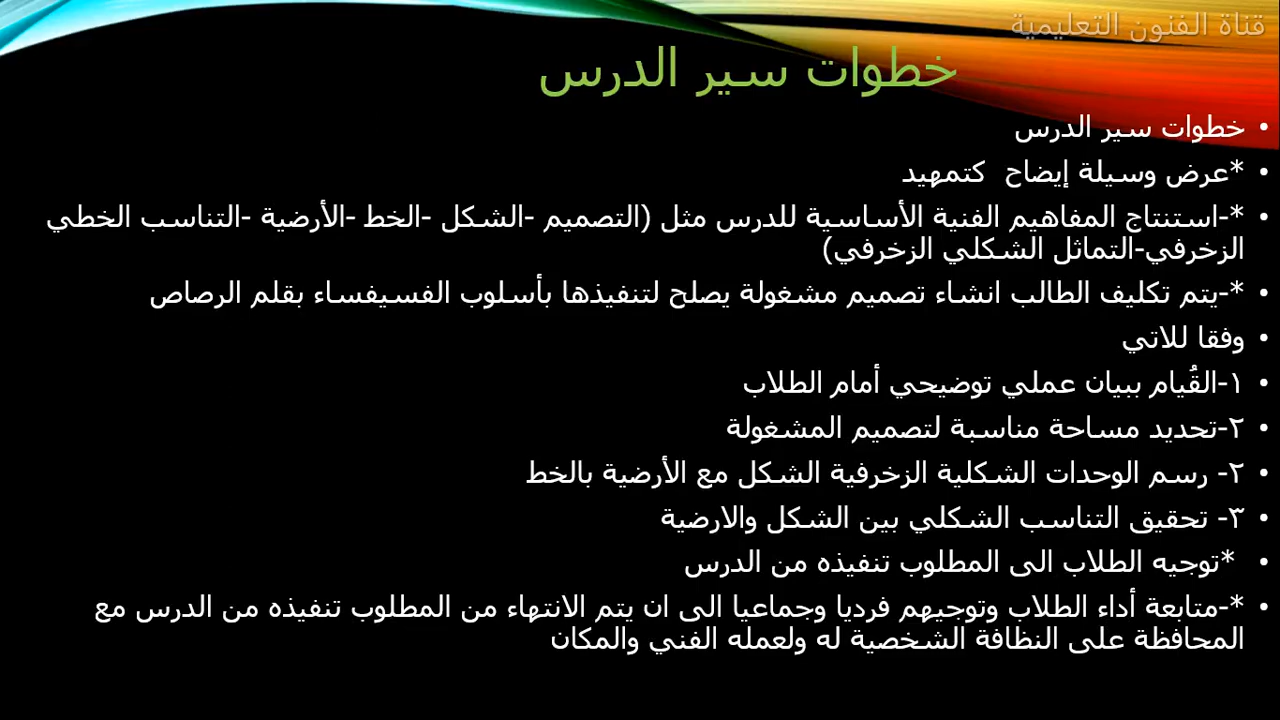 قناة الفنون التعليمية
خطوات سير الدرس
• خطوات سير الدرس
• *عرض وسيلة إيضاح كتمهيد
• *-استنتاج المفاهيم الفنية الأساسية للدرس مثل (التصميم -الشكل -الخط -الأرضية -التناسب الخطي
الزخرفي-التماثل الشكلي الزخرفي)
• *-يتم تكليف الطالب انشاء تصميم مشغولة يصلح لتنفيذها بأسلوب الفسيفساء بقلم الرصاص
• وفقا للاتي
• ١-القُيام ببيان عملي توضيحي أمام الطلاب
• ٢-تحديد مساحة مناسبة لتصميم المشغولة
• ٢- رسم الوحدات الشكلية الزخرفية الشكل مع الأرضية بالخط
• ٣- تحقيق التناسب الشكلي بين الشكل والارضية
• *توجيه الطلاب الى المطلوب تنفيذه من الدرس
• *-متابعة أداء الطلاب وتوجيهم فرديا وجماعيا الى ان يتم الانتهاء من المطلوب تنفيذه من الدرس مع
المحافظة على النظافة الشخصية له ولعمله الفني والمكان